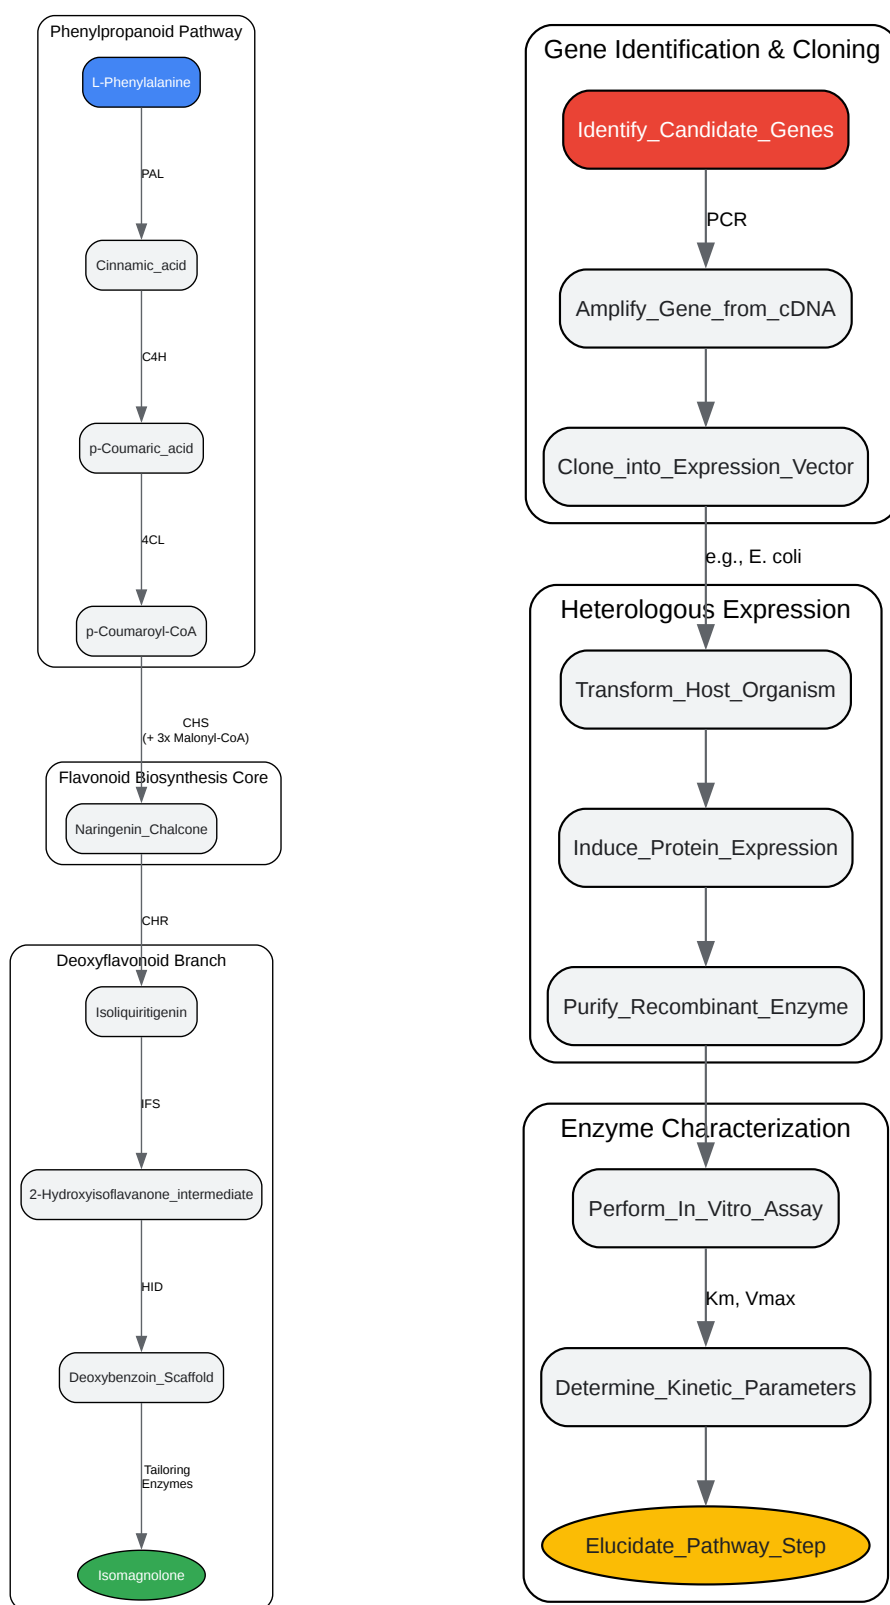 Phenylpropanoid Pathway
L-Phenylalanine
PAL
Cinnamic_acid
C4H
p-Coumaric_acid
4CL
p-Coumaroyl-CoA
CHS
(+ 3x Malonyl-CoA)
Flavonoid Biosynthesis Core
Naringenin_Chalcone
CHR
Deoxyflavonoid Branch
Isoliquiritigenin
IFS
2-Hydroxyisoflavanone_intermediate
HID
Deoxybenzoin_Scaffold
Tailoring
Enzymes
Isomagnolone
Gene Identification & Cloning
Identify_Candidate_Genes
PCR
Amplify_Gene_from_cDNA
Clone_into_Expression_Vector
e.g., E. coli
Heterologous Expression
Transform_Host_Organism
Induce_Protein_Expression
Purify_Recombinant_Enzyme
Enzyme Characterization
Perform_In_Vitro_Assay
Km, Vmax
Determine_Kinetic_Parameters
Elucidate_Pathway_Step